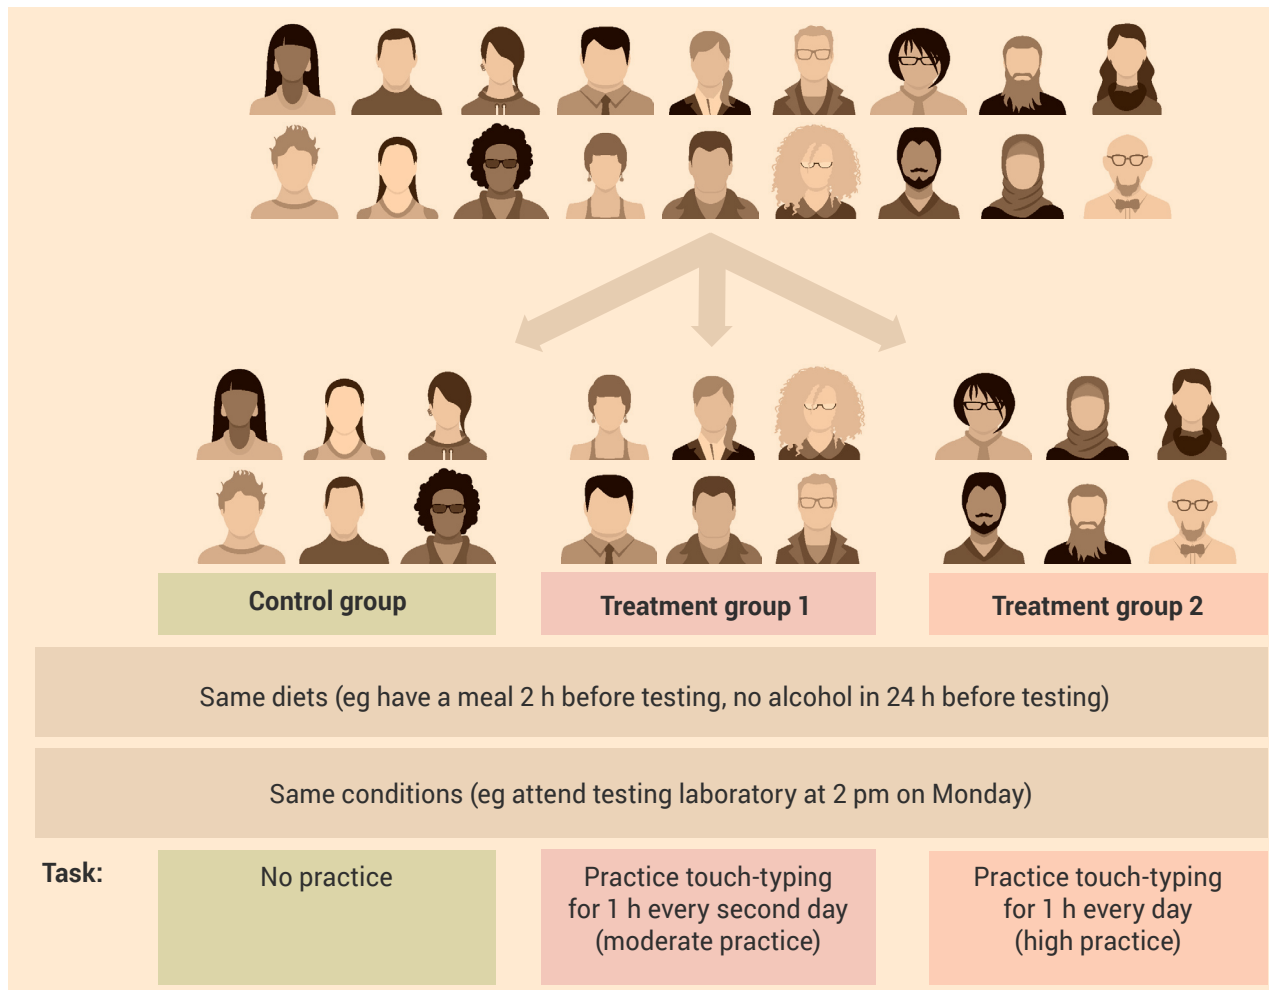 Control group
Treatment group 1
Treatment group 2
Same diets (eg have a meal 2 h before testing, no alcohol in 24 h before testing)
Same conditions (eg attend testing laboratory at 2 pm on Monday)
Task:
No practice
Practice touch-typing
for 1 h every second day
(moderate practice)
Practice touch-typing
for 1 h every day
(high practice)